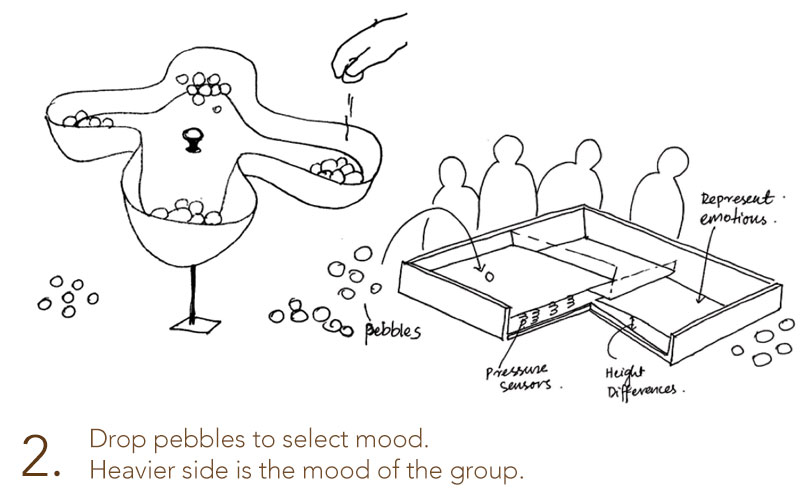 Represent.
emotions.
pebbles
Pressure
Sensors.
Height
Differences.
2.
Drop pebbles to select mood.
Heavier side is the mood of the group.